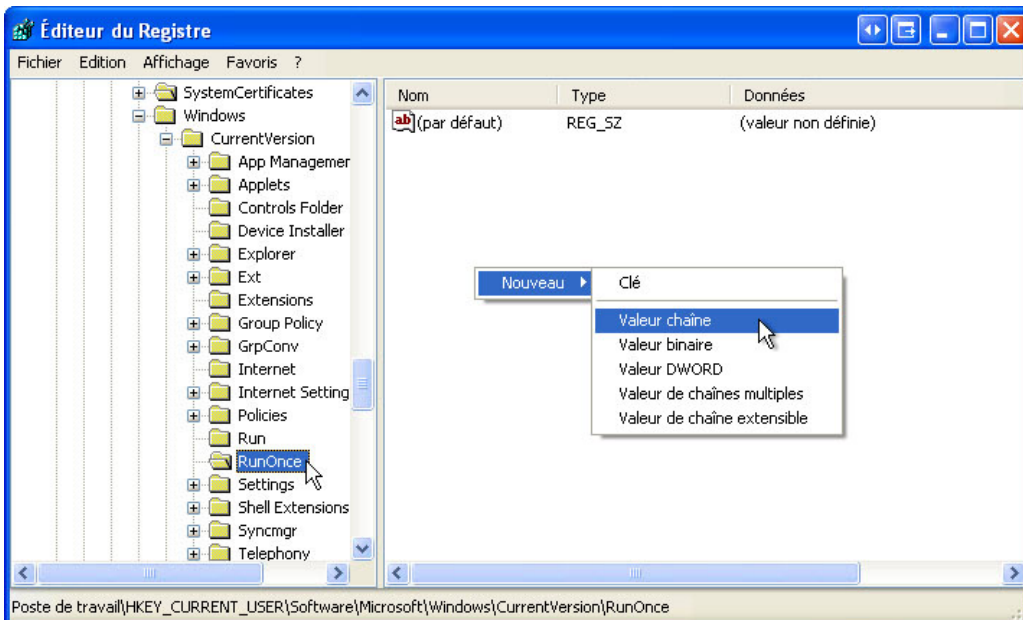 Éditeur du Registre
Fichier Edition Affichage Favoris ?
SystemCertificates
Windows
CurrentVersion
App Managemer
Applets
Controls Folder
Device Installer
Explorer
Ext
Extensions
Group Policy
GrpConv
Internet
Internet Setting
Policies
Run
RunOnce
Settings
Shell Extensions
Syncmgr
Telephony
Nom Type Données
ab (par défaut) REG_SZ (valeur non définie)
Nouveau
Clé
Valeur chaîne
Valeur binaire
Valeur DWORD
Valeur de chaînes multiples
Valeur de chaîne extensible
Poste de travail\HKEY_CURRENT_USER\Software\Microsoft\Windows\CurrentVersion\RunOnce